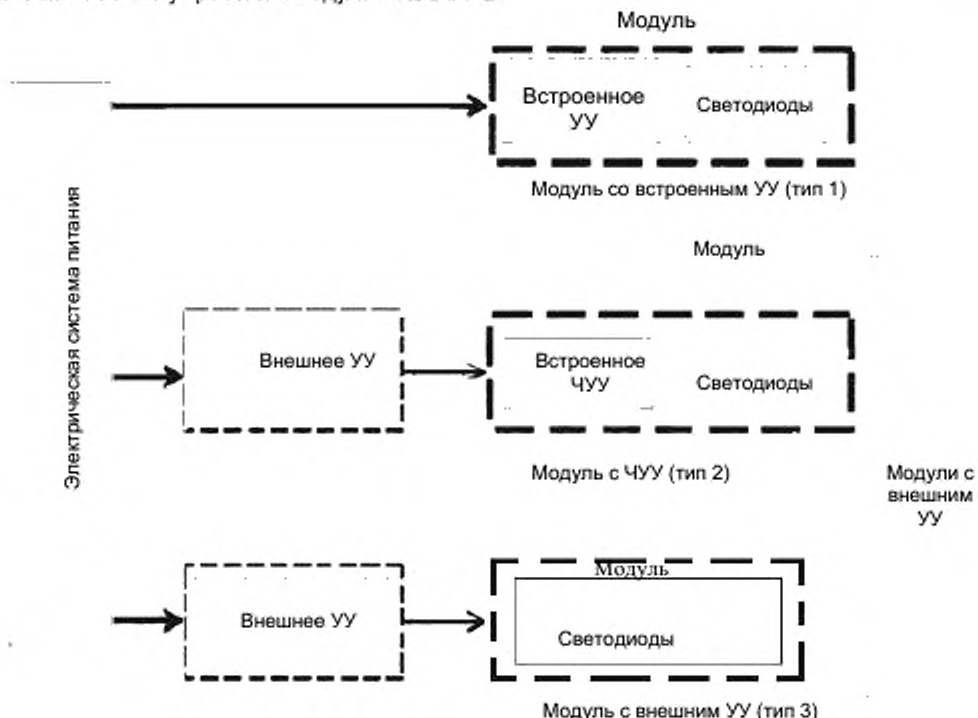 Модуль
Встроенное
УУ
Светодиоды
Модуль со встроенным УУ (тип 1)
Электрическая система питания
Модуль
Внешнее УУ
Встроенное
ЧУУ
Светодиоды
Модуль с ЧУУ (тип 2)
Модули с
внешним
УУ
Модуль
Внешнее УУ
Светодиоды
Модуль с внешним УУ (тип 3)